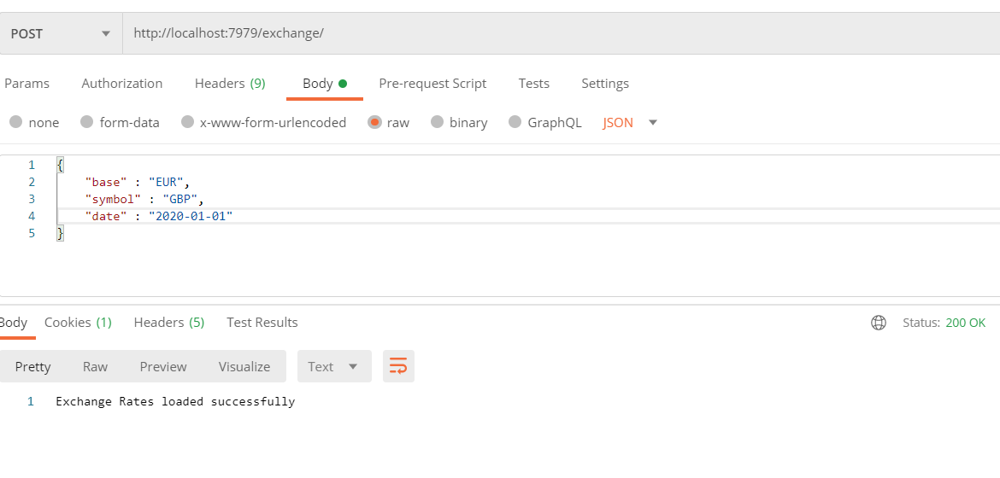 POST http://localhost:7979/exchange/
Params Authorization Headers (9) Body Pre-request Script Tests Settings
none form-data x-www-form-urlencoded raw binary GraphQL JSON
1 {
2 "base" : "EUR",
3 "symbol" : "GBP",
4 "date" : "2020-01-01"
5 }
Body Cookies (1) Headers (5) Test Results Status: 200 OK
Pretty Raw Preview Visualize Text
1 Exchange Rates loaded successfully